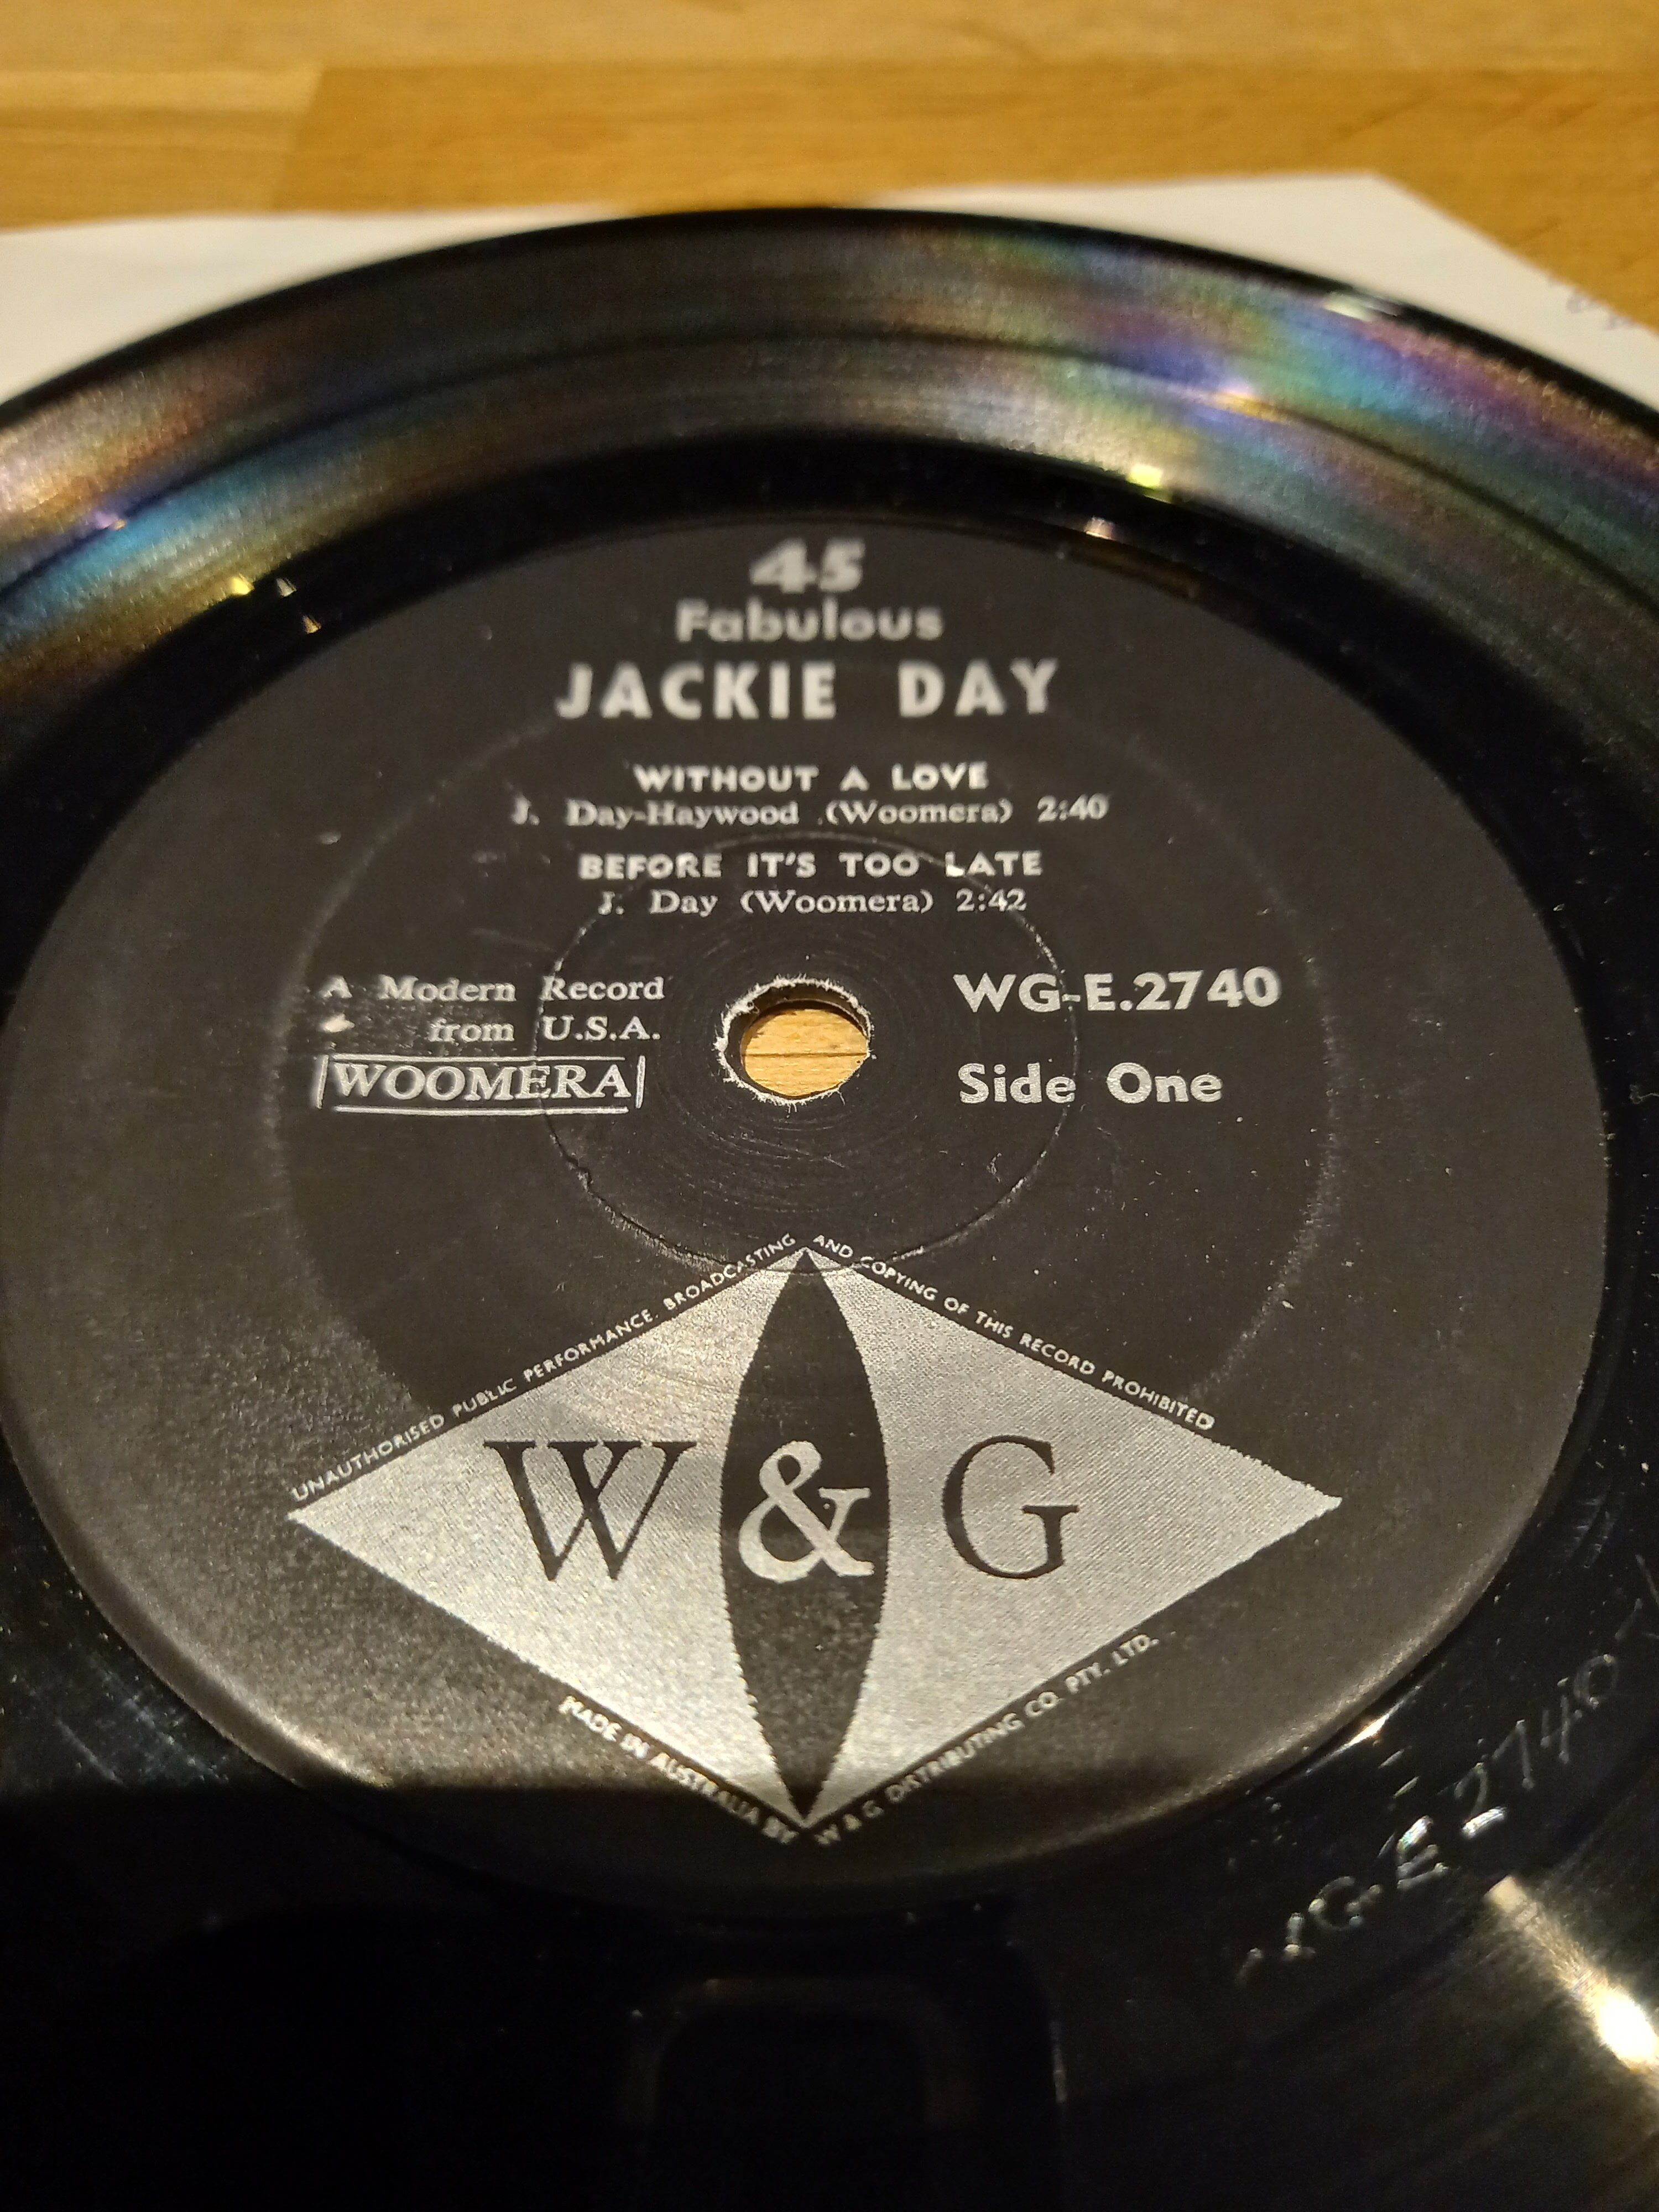 45
Fabulous
JACKIE DAY
WITHOUT A LOVE
J. Day-Haywood (Woomera) 2:40
BEFORE IT'S TOO LATE
J. Day (Woomera) 2:42
A Modern Record
from U.S.A.
WOOMERA
WG-E.2740
Side One
UNAUTHORISED PUBLIC PERFORMANCE. BROADCASTING AND COPYING OF THIS RECORD PROHIBITED
W & G
MADE IN AUSTRALIA BY W & G DISTRIBUTING CO. PTY. LTD.
WG E 2740